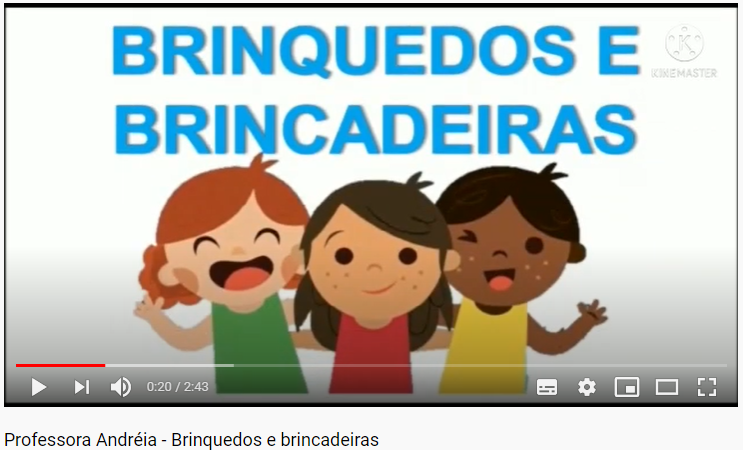 BRINQUEDOS E
BRINCADEIRAS
KINEMASTER
0:20 / 2:43
Professora Andréia - Brinquedos e brincadeiras